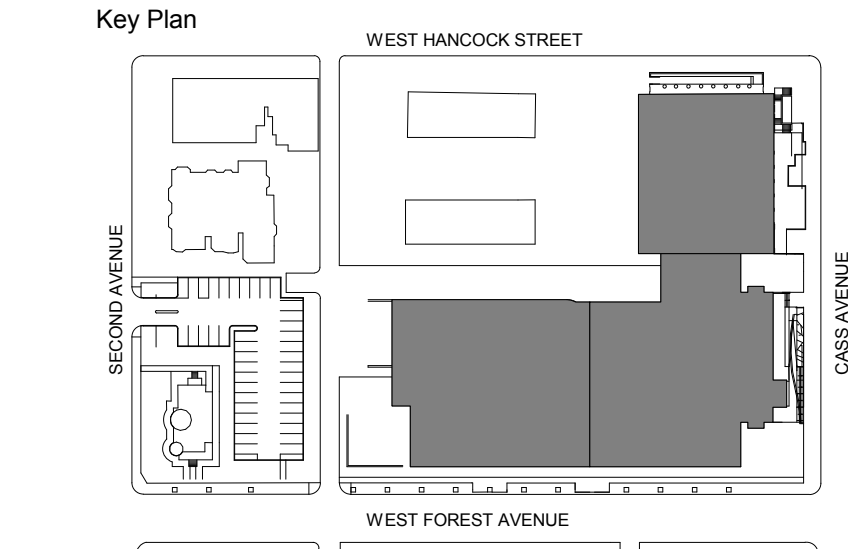 Key Plan
WEST HANCOCK STREET
SECOND AVENUE
CASS AVENUE
WEST FOREST AVENUE